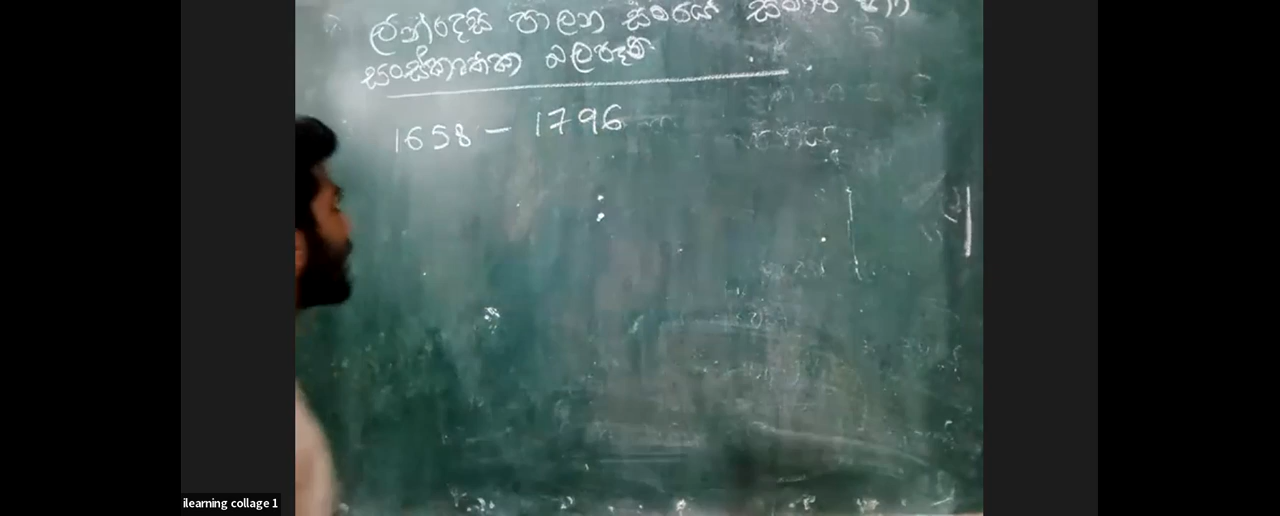 ලන්දේසි පාලන සමයේ සමාජ හා
සංස්කෘතික බලපෑම්
1658 - 1796
ilearning collage 1